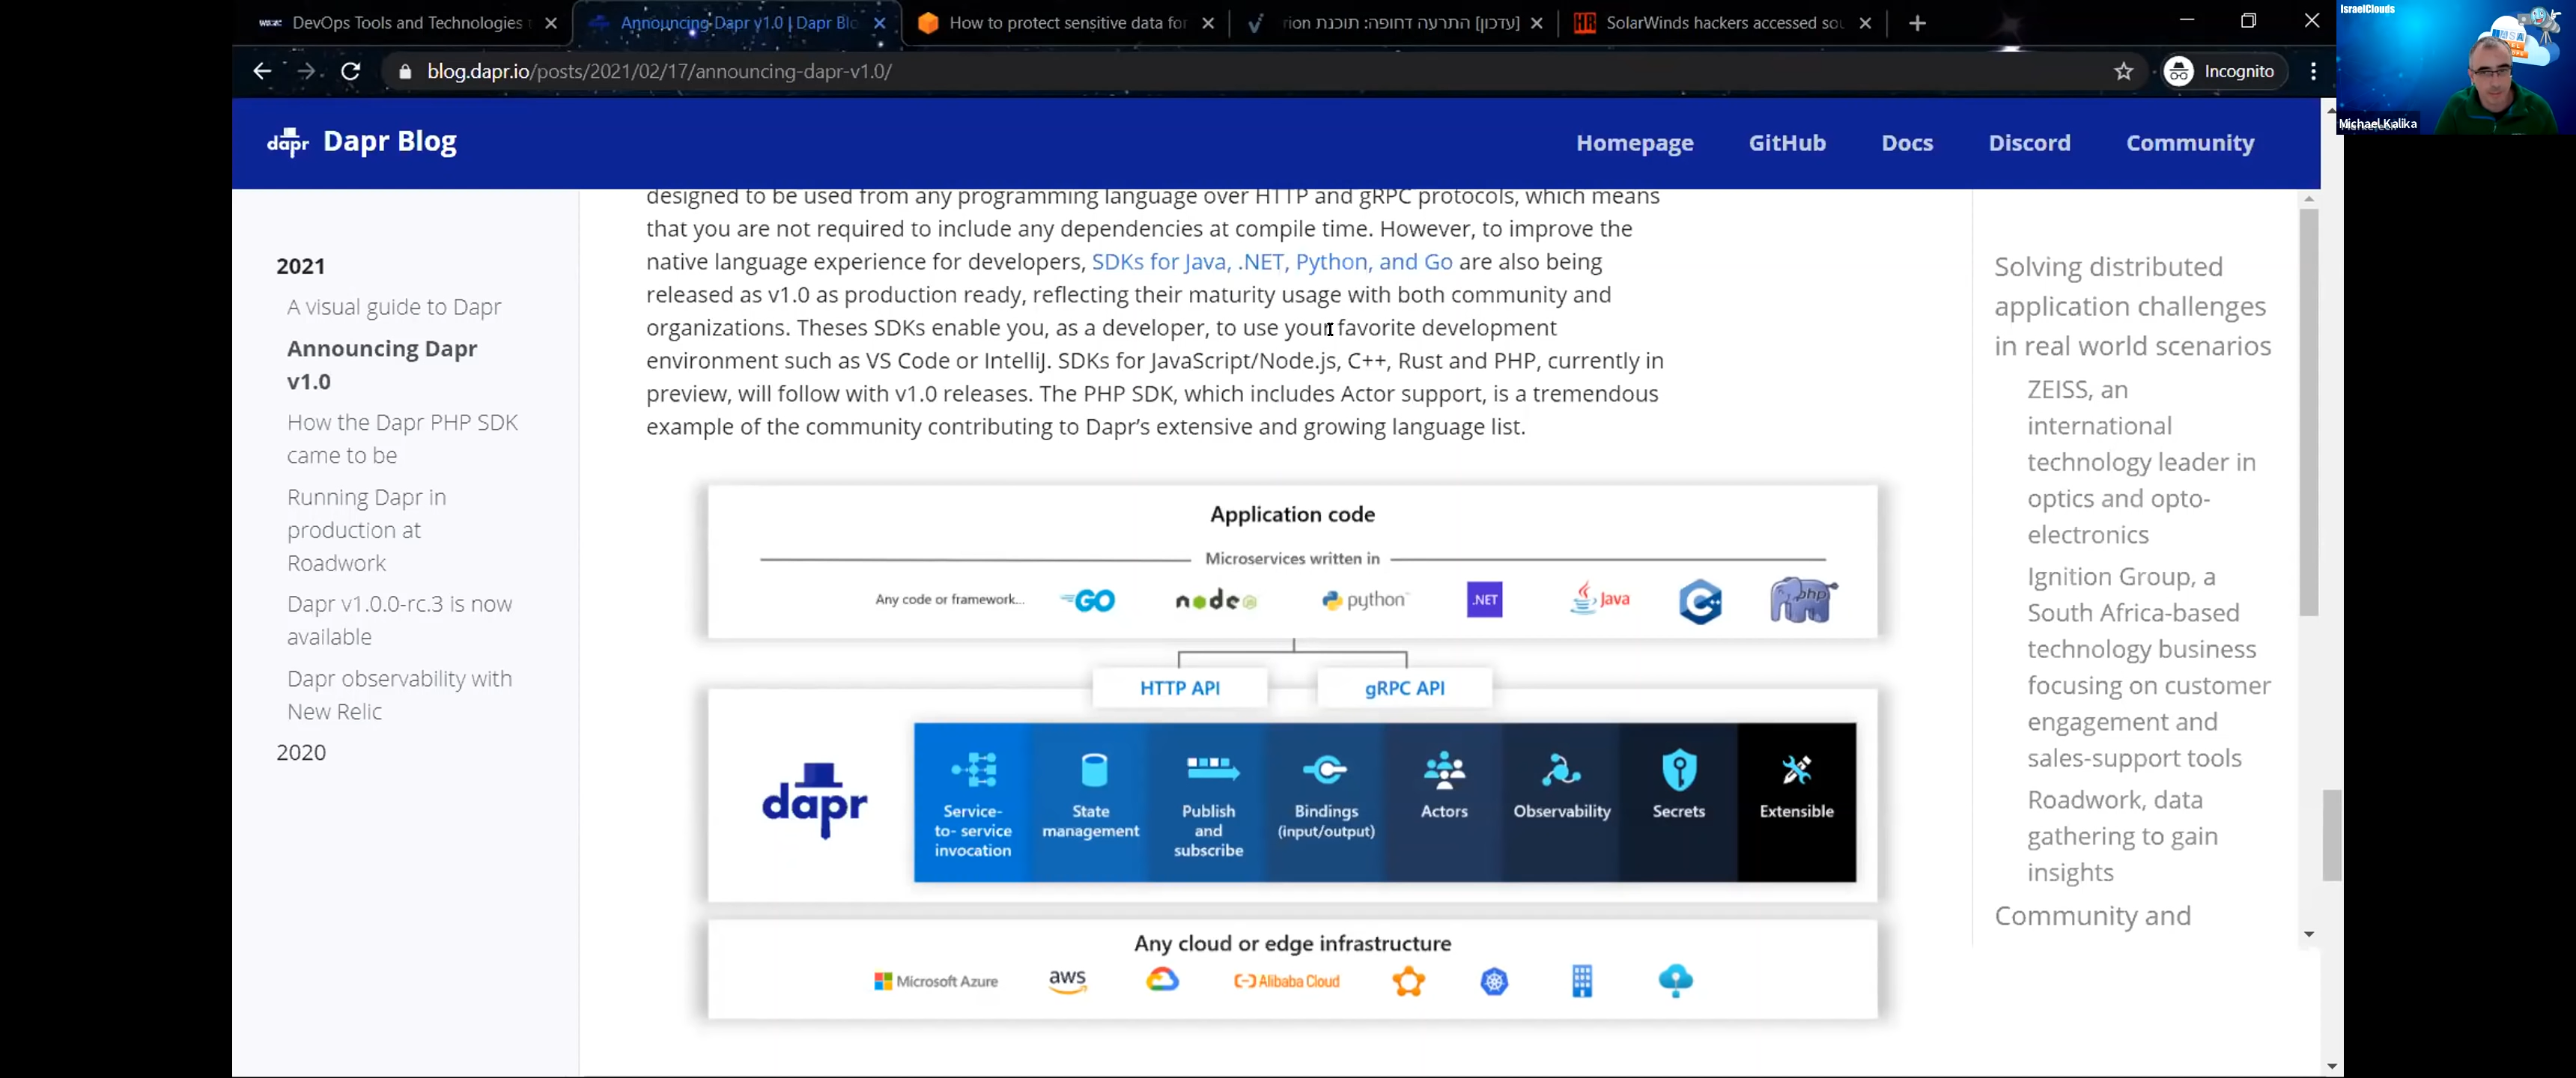 DevOps Tools and Technologies
Announcing Dapr v1.0 | Dapr Blo
How to protect sensitive data for
[עדכון] התרעה דחופה: תוכנת rion
SolarWinds hackers accessed sou
blog.dapr.io/posts/2021/02/17/announcing-dapr-v1.0/
Incognito
IsraelClouds
Michael Kalika
dapr Dapr Blog
Homepage GitHub Docs Discord Community
2021
A visual guide to Dapr
Announcing Dapr
v1.0
How the Dapr PHP SDK
came to be
Running Dapr in
production at
Roadwork
Dapr v1.0.0-rc.3 is now
available
Dapr observability with
New Relic
2020
designed to be used from any programming language over HTTP and gRPC protocols, which means
that you are not required to include any dependencies at compile time. However, to improve the
native language experience for developers, SDKs for Java, .NET, Python, and Go are also being
released as v1.0 as production ready, reflecting their maturity usage with both community and
organizations. Theses SDKs enable you, as a developer, to use your favorite development
environment such as VS Code or IntelliJ. SDKs for JavaScript/Node.js, C++, Rust and PHP, currently in
preview, will follow with v1.0 releases. The PHP SDK, which includes Actor support, is a tremendous
example of the community contributing to Dapr’s extensive and growing language list.
Application code
Microservices written in
Any code or framework... GO node python .NET Java C++ php
HTTP API gRPC API
dapr
Service-
to- service
invocation
State
management
Publish
and
subscribe
Bindings
(input/output)
Actors
Observability
Secrets
Extensible
Any cloud or edge infrastructure
Microsoft Azure aws Alibaba Cloud
Solving distributed
application challenges
in real world scenarios
ZEISS, an
international
technology leader in
optics and opto-
electronics
Ignition Group, a
South Africa-based
technology business
focusing on customer
engagement and
sales-support tools
Roadwork, data
gathering to gain
insights
Community and